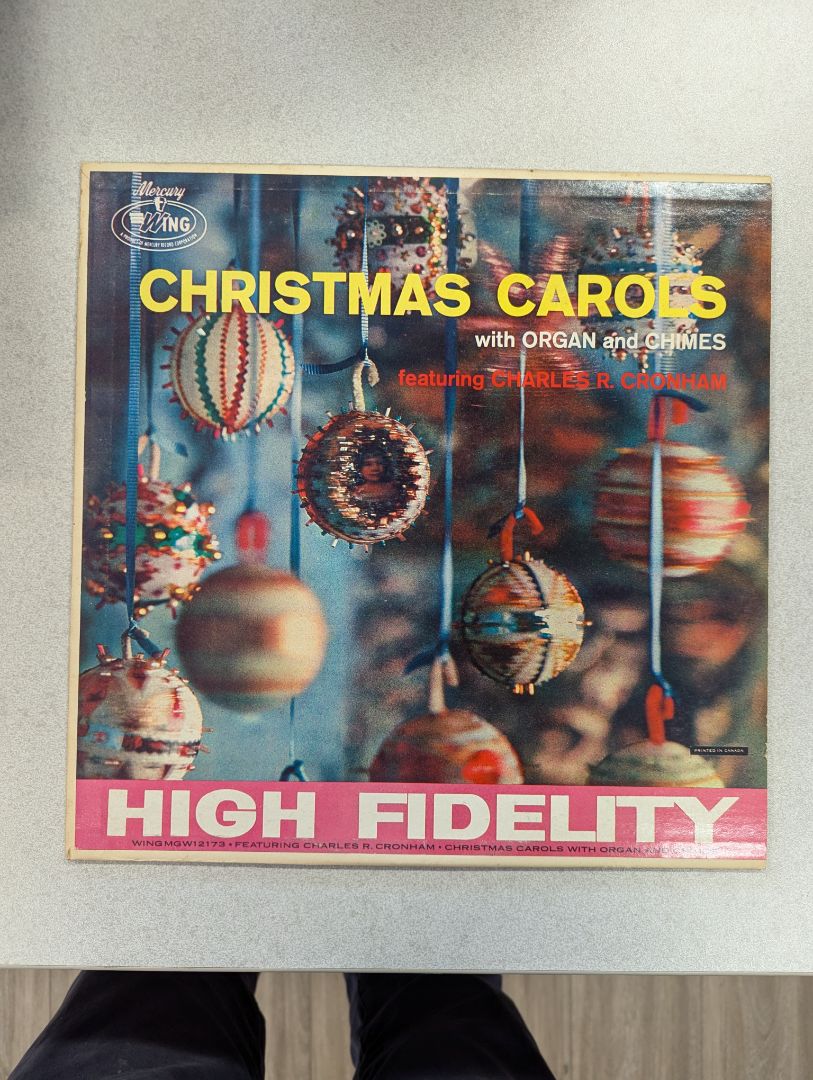 Mercury
WING
A PRODUCT OF MERCURY RECORD CORPORATION
CHRISTMAS CAROLS
with ORGAN and CHIMES
featuring CHARLES R. CRONHAM
PRINTED IN CANADA
HIGH FIDELITY
WING MGW12173 • FEATURING CHARLES R. CRONHAM • CHRISTMAS CAROLS WITH ORGAN AND